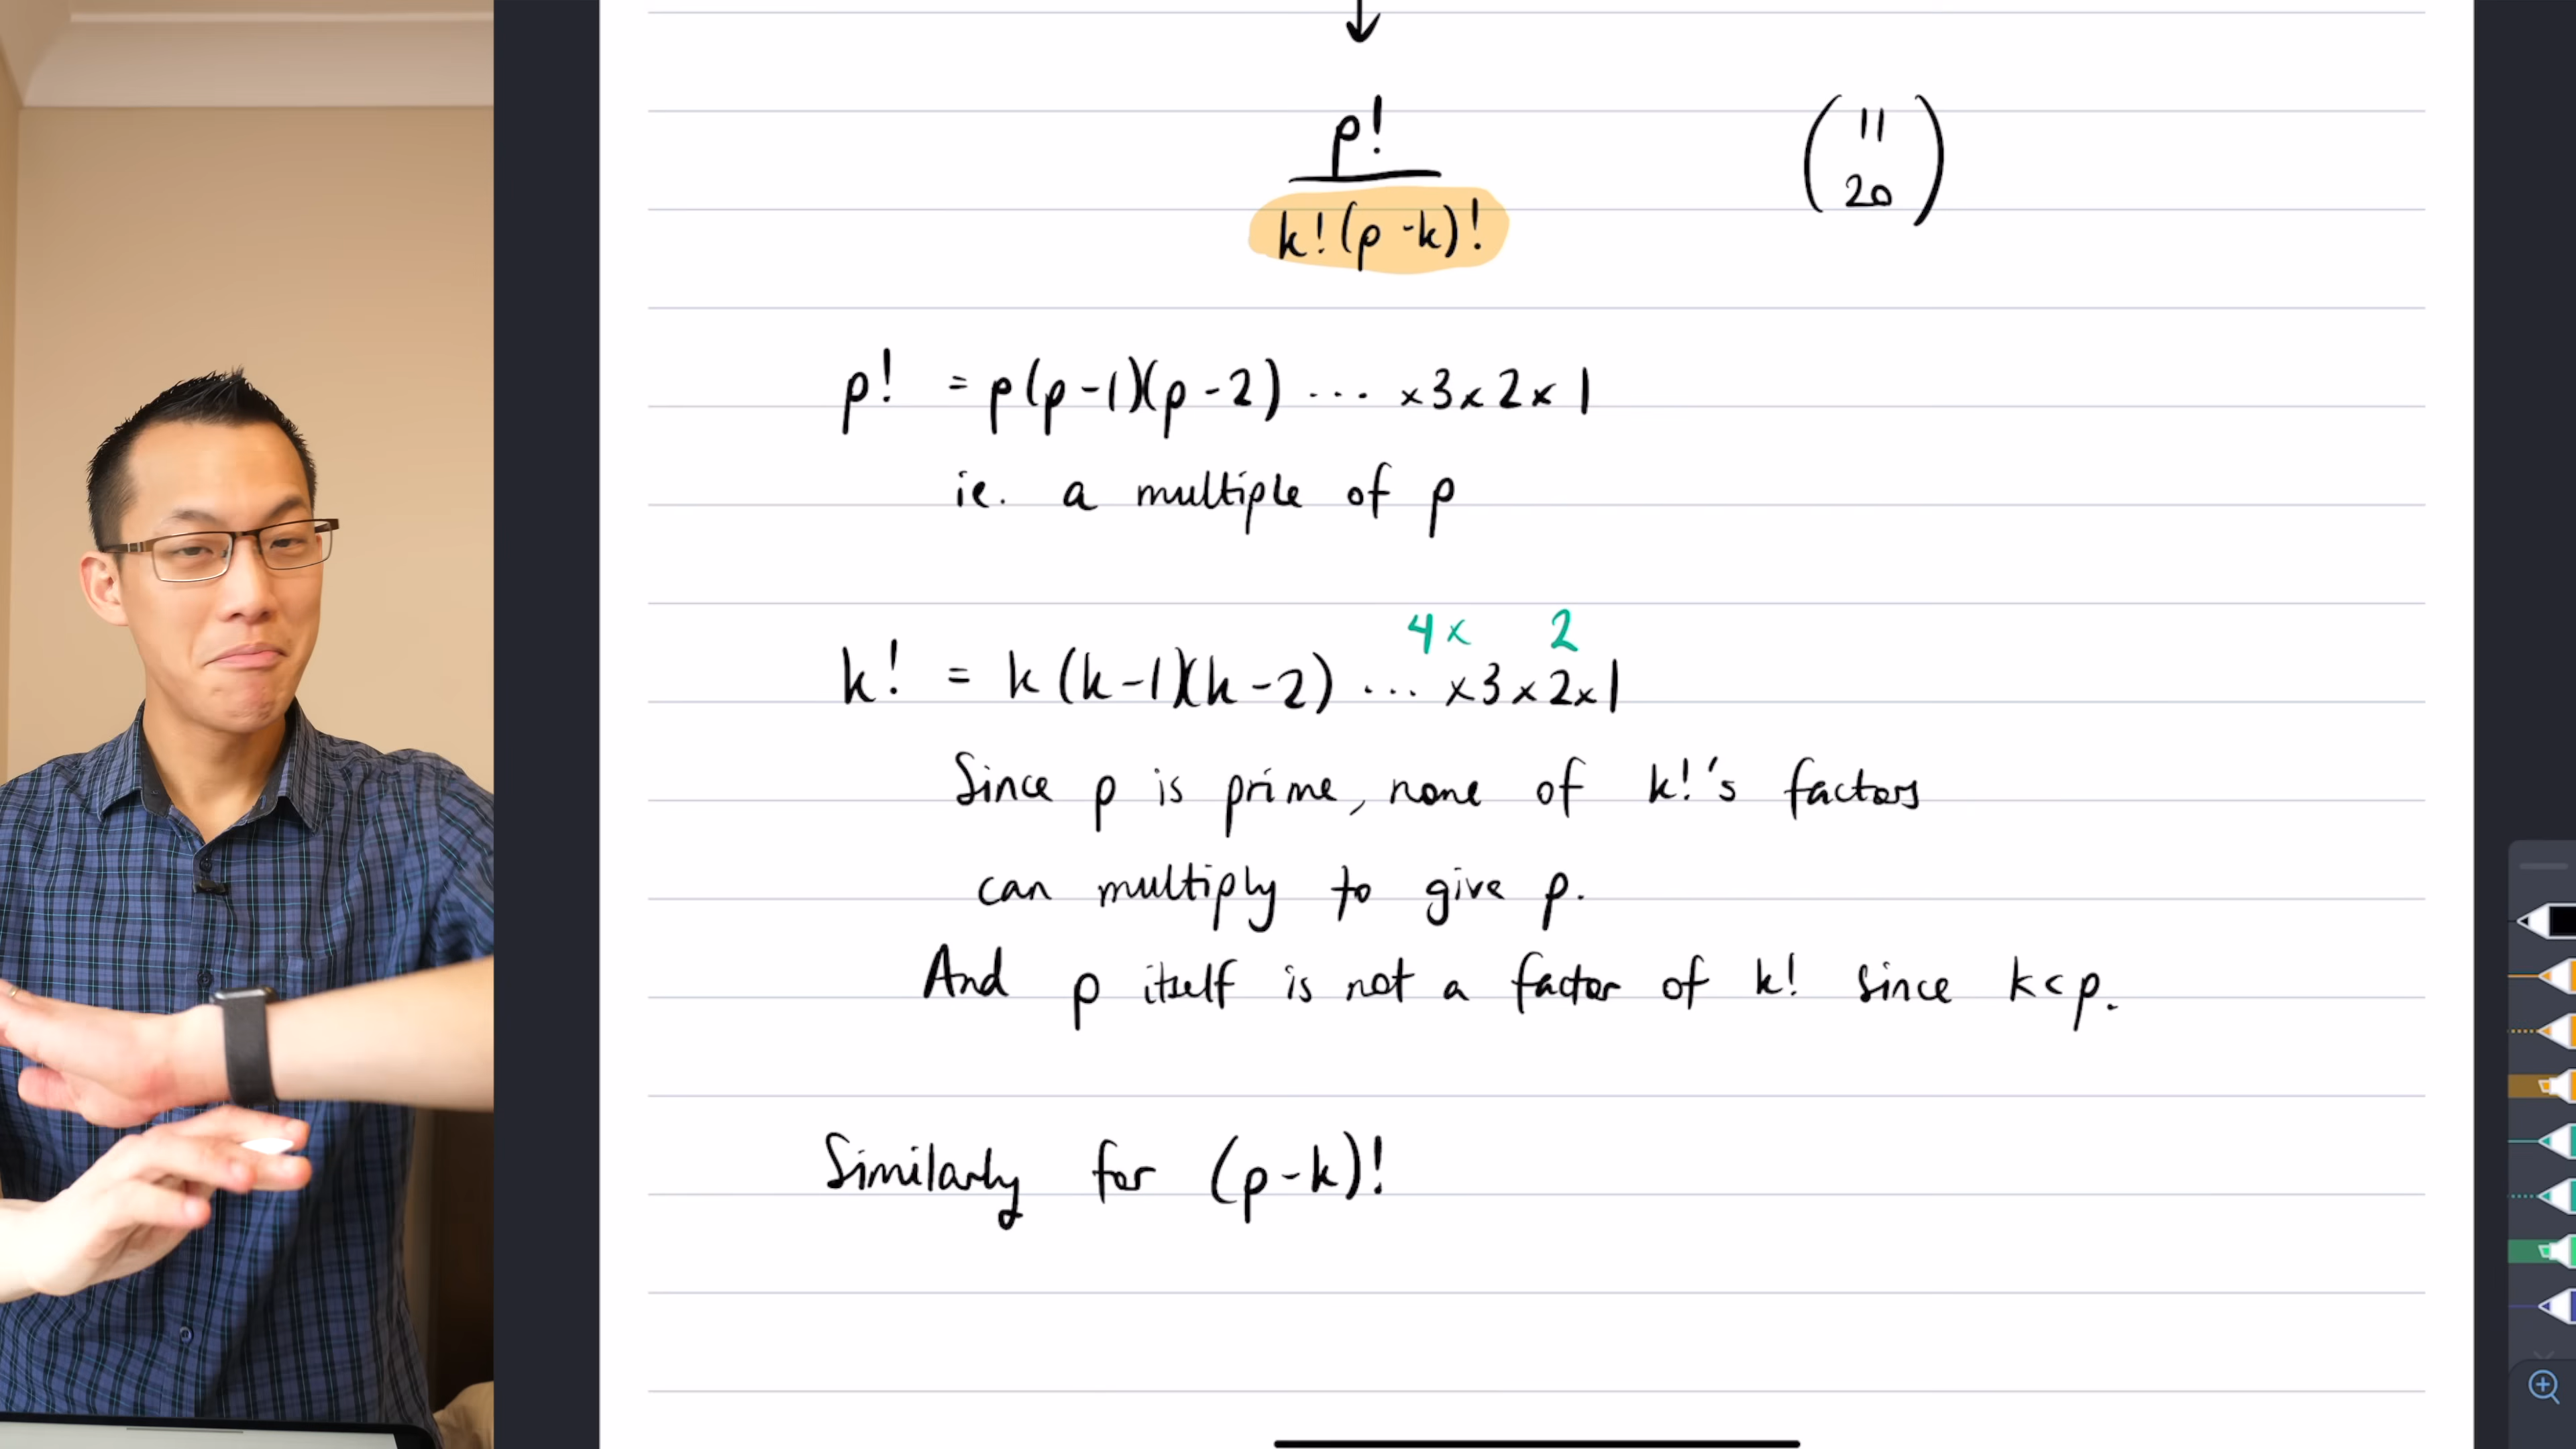 p!
k!(p-k)!
(11
20)
p! = p(p-1)(p-2) ... ×3×2×1
ie. a multiple of p
4× 2
k! = k(k-1)(k-2) ... ×3×2×1
Since p is prime, none of k!'s factors
can multiply to give p.
And p itself is not a factor of k! since k<p.
Similarly for (p-k)!